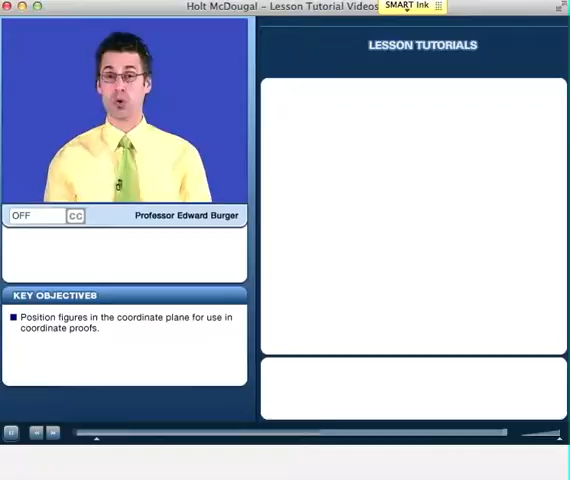 Holt McDougal – Lesson Tutorial Videos
SMART Ink
LESSON TUTORIALS
OFF CC Professor Edward Burger
KEY OBJECTIVES
Position figures in the coordinate plane for use in
coordinate proofs.